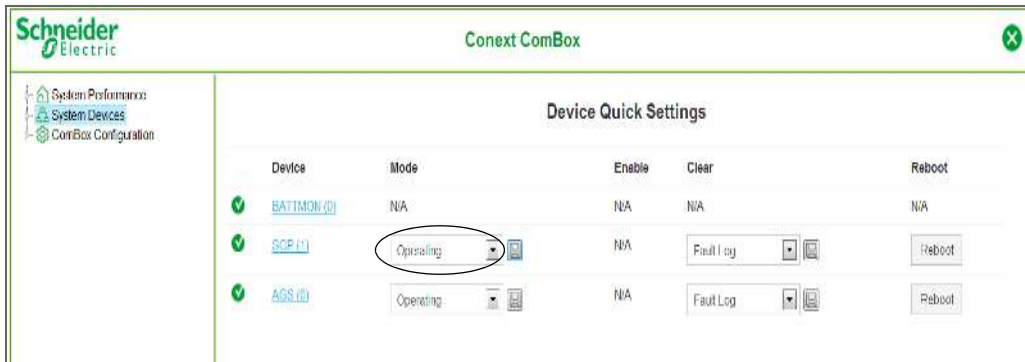 Schneider
Electric
Conext ComBox
System Performance
System Devices
ComBox Configuration
Device Quick Settings
Device Mode Enable Clear Reboot
BATTMON (0) N/A N/A N/A N/A
SCP (1) Operating N/A Fault Log Reboot
AGS (0) Operating N/A Fault Log Reboot